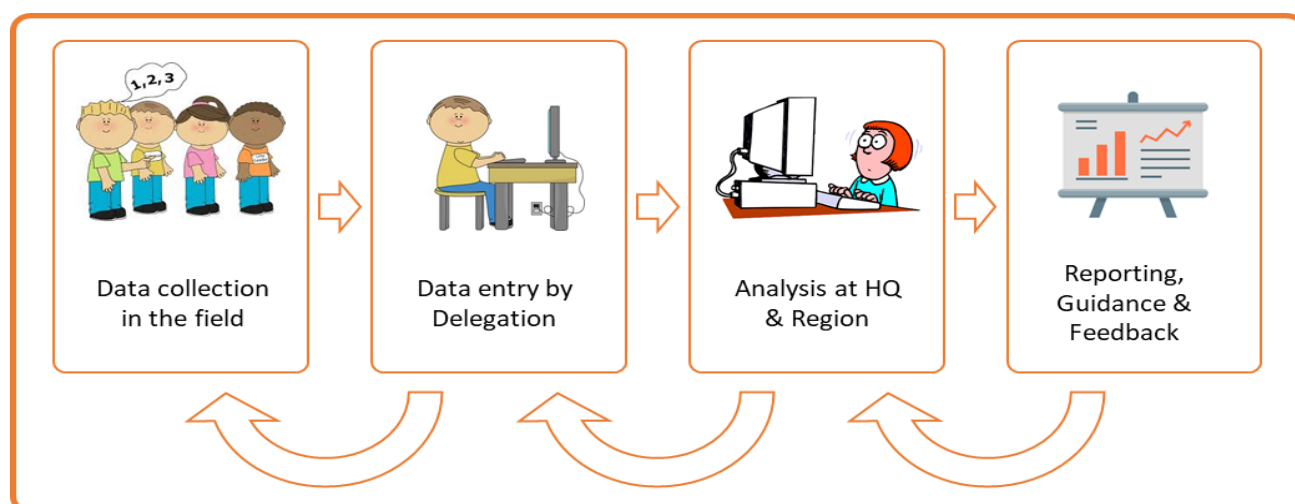 1, 2, 3
Data collection
in the field
Data entry by
Delegation
Analysis at HQ
& Region
Reporting,
Guidance &
Feedback